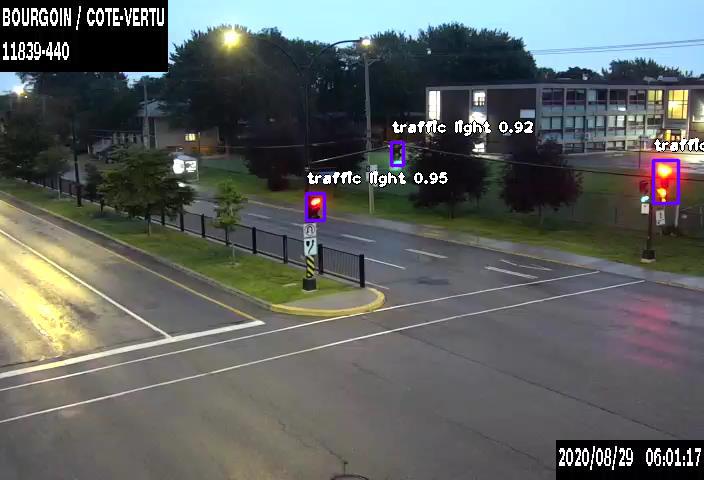 BOURGOIN / COTE-VERTU
11839-440
traffic light 0.92
traffic
traffic light 0.95
2020/08/29 06:01:17